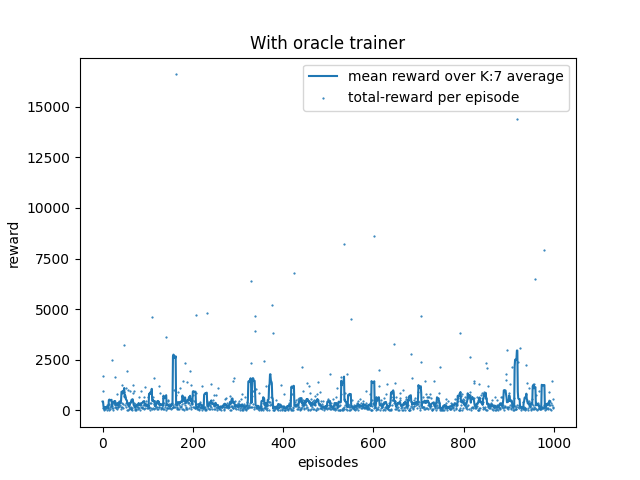 With oracle trainer
mean reward over K:7 average
total-reward per episode
reward
15000
12500
10000
7500
5000
2500
0
0 200 400 600 800 1000
episodes